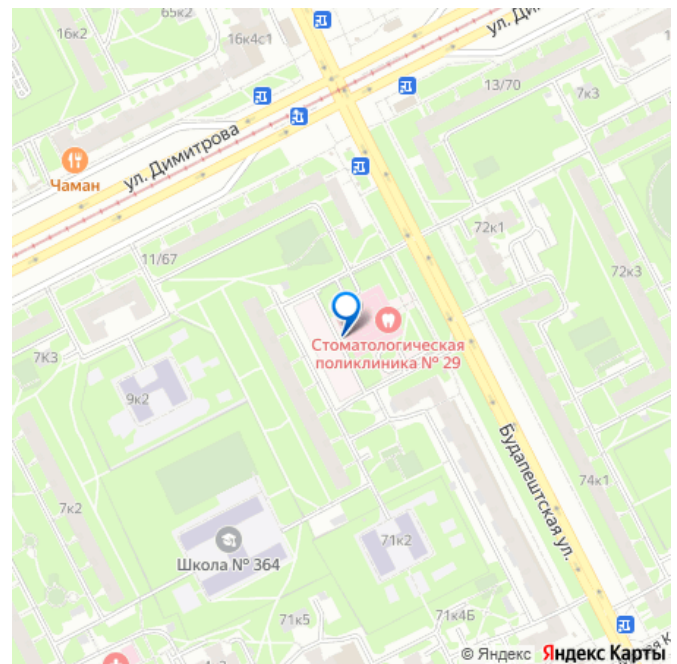 65к2
16к2
16к4с1
ул. Ди
13/70
7к3
ул. Димитрова
Чаман
72к1
11/67
72к3
Стоматологическая
поликлиника № 29
7К3
9к2
Будапештская ул.
74к1
7к2
Школа № 364
71к2
71к5
71к4Б
© Яндекс Яндекс Карты